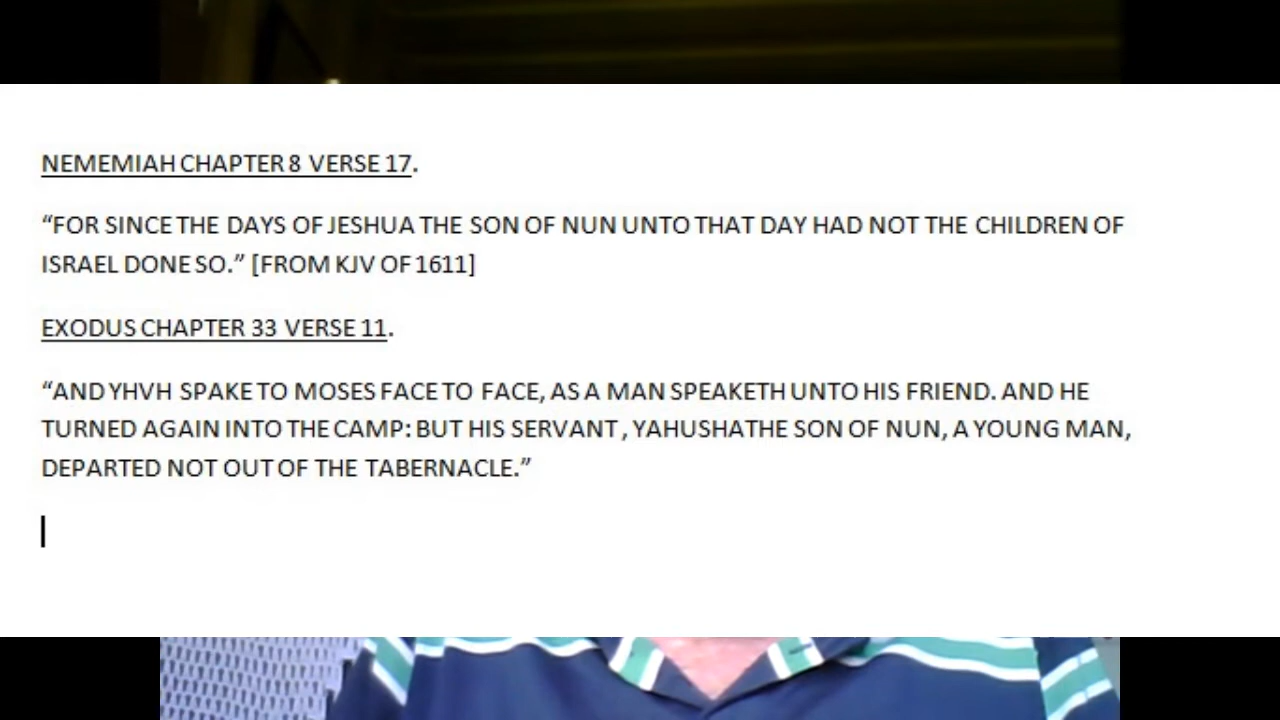 NEMEMIAH CHAPTER 8 VERSE 17.
“FOR SINCE THE DAYS OF JESHUA THE SON OF NUN UNTO THAT DAY HAD NOT THE CHILDREN OF
ISRAEL DONE SO.” [FROM KJV OF 1611]
EXODUS CHAPTER 33 VERSE 11.
“AND YHVH SPAKE TO MOSES FACE TO FACE, AS A MAN SPEAKETH UNTO HIS FRIEND. AND HE
TURNED AGAIN INTO THE CAMP: BUT HIS SERVANT , YAHUSHATHE SON OF NUN, A YOUNG MAN,
DEPARTED NOT OUT OF THE TABERNACLE.”